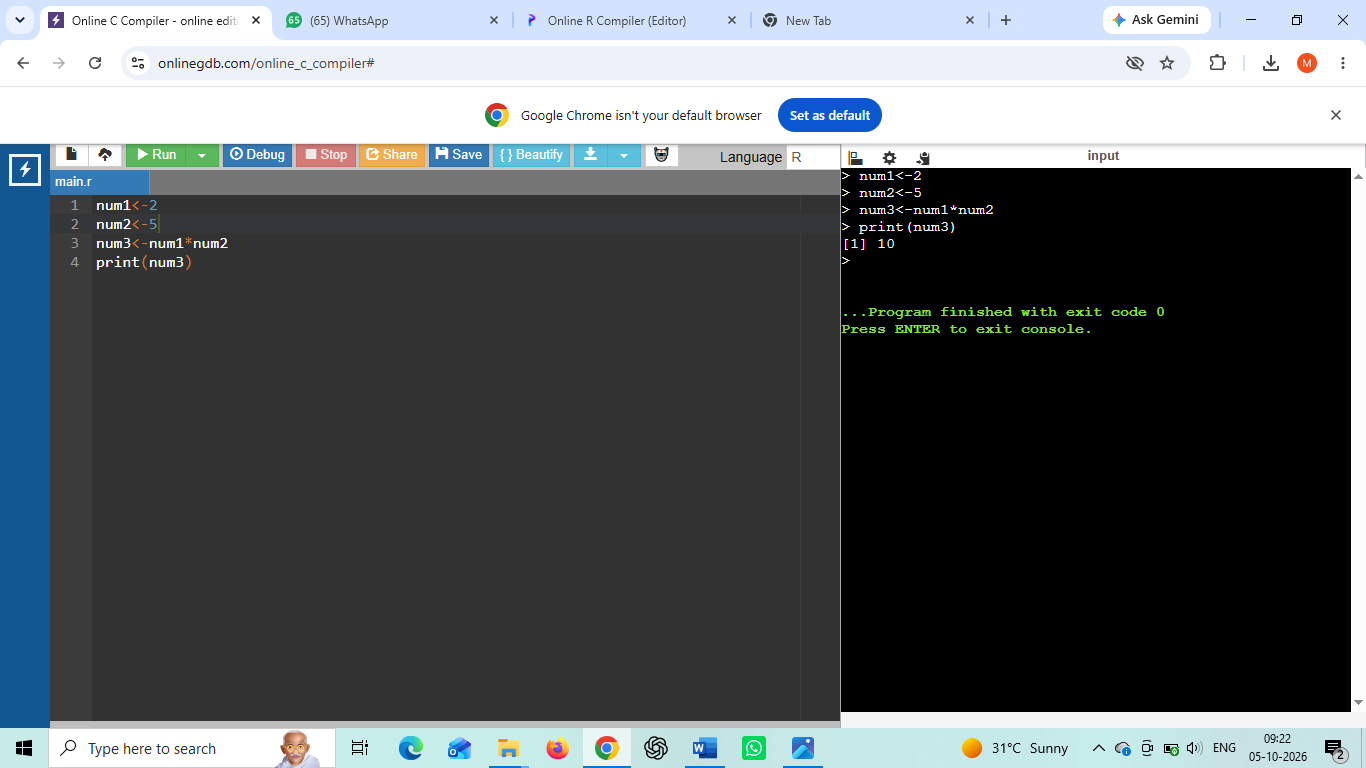 Online C Compiler - online edit
(65) WhatsApp
Online R Compiler (Editor)
New Tab
Ask Gemini
onlinegdb.com/online_c_compiler#
M
Google Chrome isn't your default browser
Set as default
Run
Debug
Stop
Share
Save
{ } Beautify
Language R
input
main.r
1 num1<-2
2 num2<-5
3 num3<-num1*num2
4 print(num3)
> num1<-2
> num2<-5
> num3<-num1*num2
> print(num3)
[1] 10
>
...Program finished with exit code 0
Press ENTER to exit console.
Type here to search
31°C Sunny
ENG
09:22
05-10-2026
2